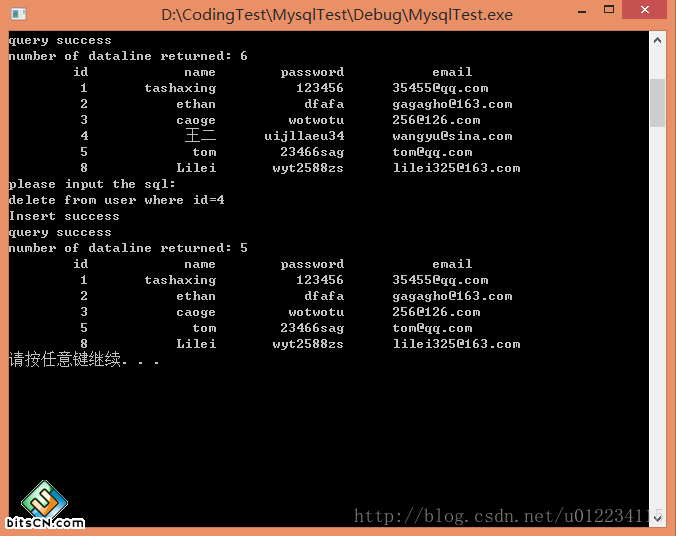 D:\CodingTest\MysqlTest\Debug\MysqlTest.exe
query success
number of dataline returned: 6
id name password email
1 tashaxing 123456 35455@qq.com
2 ethan dfafa gagagho@163.com
3 caoge wotwotu 256@126.com
4 王二 uijllaeu34 wangyu@sina.com
5 tom 23466sag tom@qq.com
8 Lilei wyt2588zs lilei325@163.com
please input the sql:
delete from user where id=4
Insert success
query success
number of dataline returned: 5
id name password email
1 tashaxing 123456 35455@qq.com
2 ethan dfafa gagagho@163.com
3 caoge wotwotu 256@126.com
5 tom 23466sag tom@qq.com
8 Lilei wyt2588zs lilei325@163.com
请按任意键继续. . .
bitsCN.com
http://blog.csdn.net/u012234115